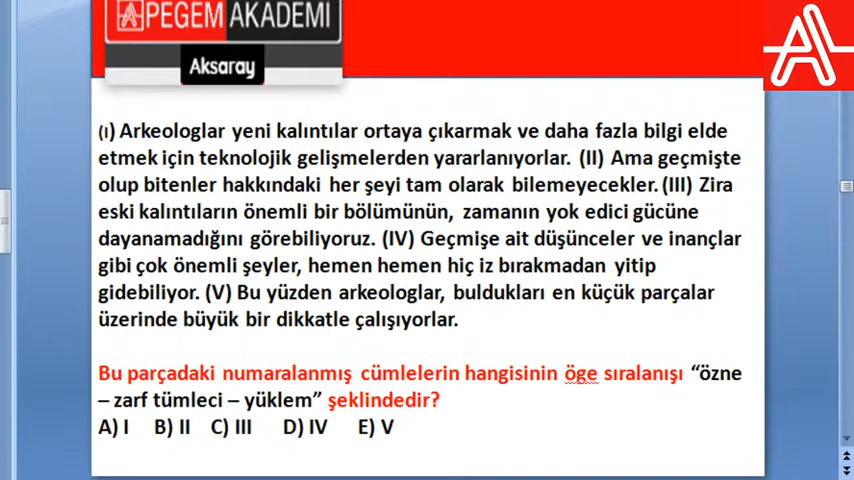 PEGEM AKADEMİ
Aksaray
(I) Arkeologlar yeni kalıntılar ortaya çıkarmak ve daha fazla bilgi elde
etmek için teknolojik gelişmelerden yararlanıyorlar. (II) Ama geçmişte
olup bitenler hakkındaki her şeyi tam olarak bilemeyecekler. (III) Zira
eski kalıntıların önemli bir bölümünün, zamanın yok edici gücüne
dayanamadığını görebiliyoruz. (IV) Geçmişe ait düşünceler ve inançlar
gibi çok önemli şeyler, hemen hemen hiç iz bırakmadan yitip
gidebiliyor. (V) Bu yüzden arkeologlar, buldukları en küçük parçalar
üzerinde büyük bir dikkatle çalışıyorlar.
Bu parçadaki numaralanmış cümlelerin hangisinin öge sıralanışı “özne
– zarf tümleci – yüklem” şeklindedir?
A) I B) II C) III D) IV E) V